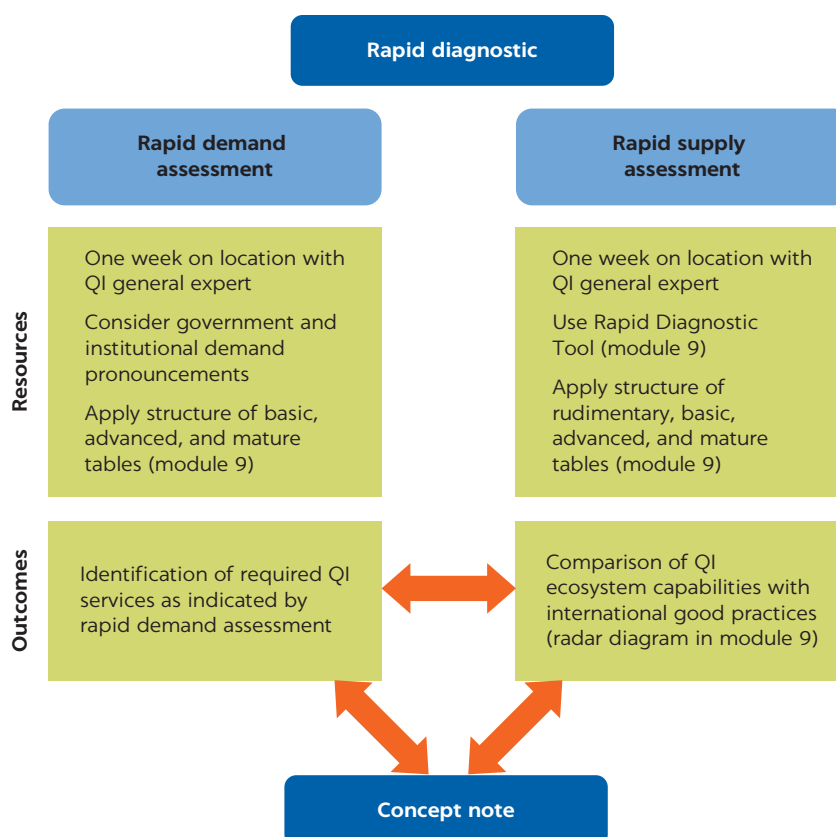 Rapid diagnostic
Rapid demand
assessment
Rapid supply
assessment
Resources
One week on location with
QI general expert
Consider government and
institutional demand
pronouncements
Apply structure of basic,
advanced, and mature
tables (module 9)
One week on location with
QI general expert
Use Rapid Diagnostic
Tool (module 9)
Apply structure of
rudimentary, basic,
advanced, and mature
tables (module 9)
Outcomes
Identification of required QI
services as indicated by
rapid demand assessment
Comparison of QI
ecosystem capabilities with
international good practices
(radar diagram in module 9)
Concept note